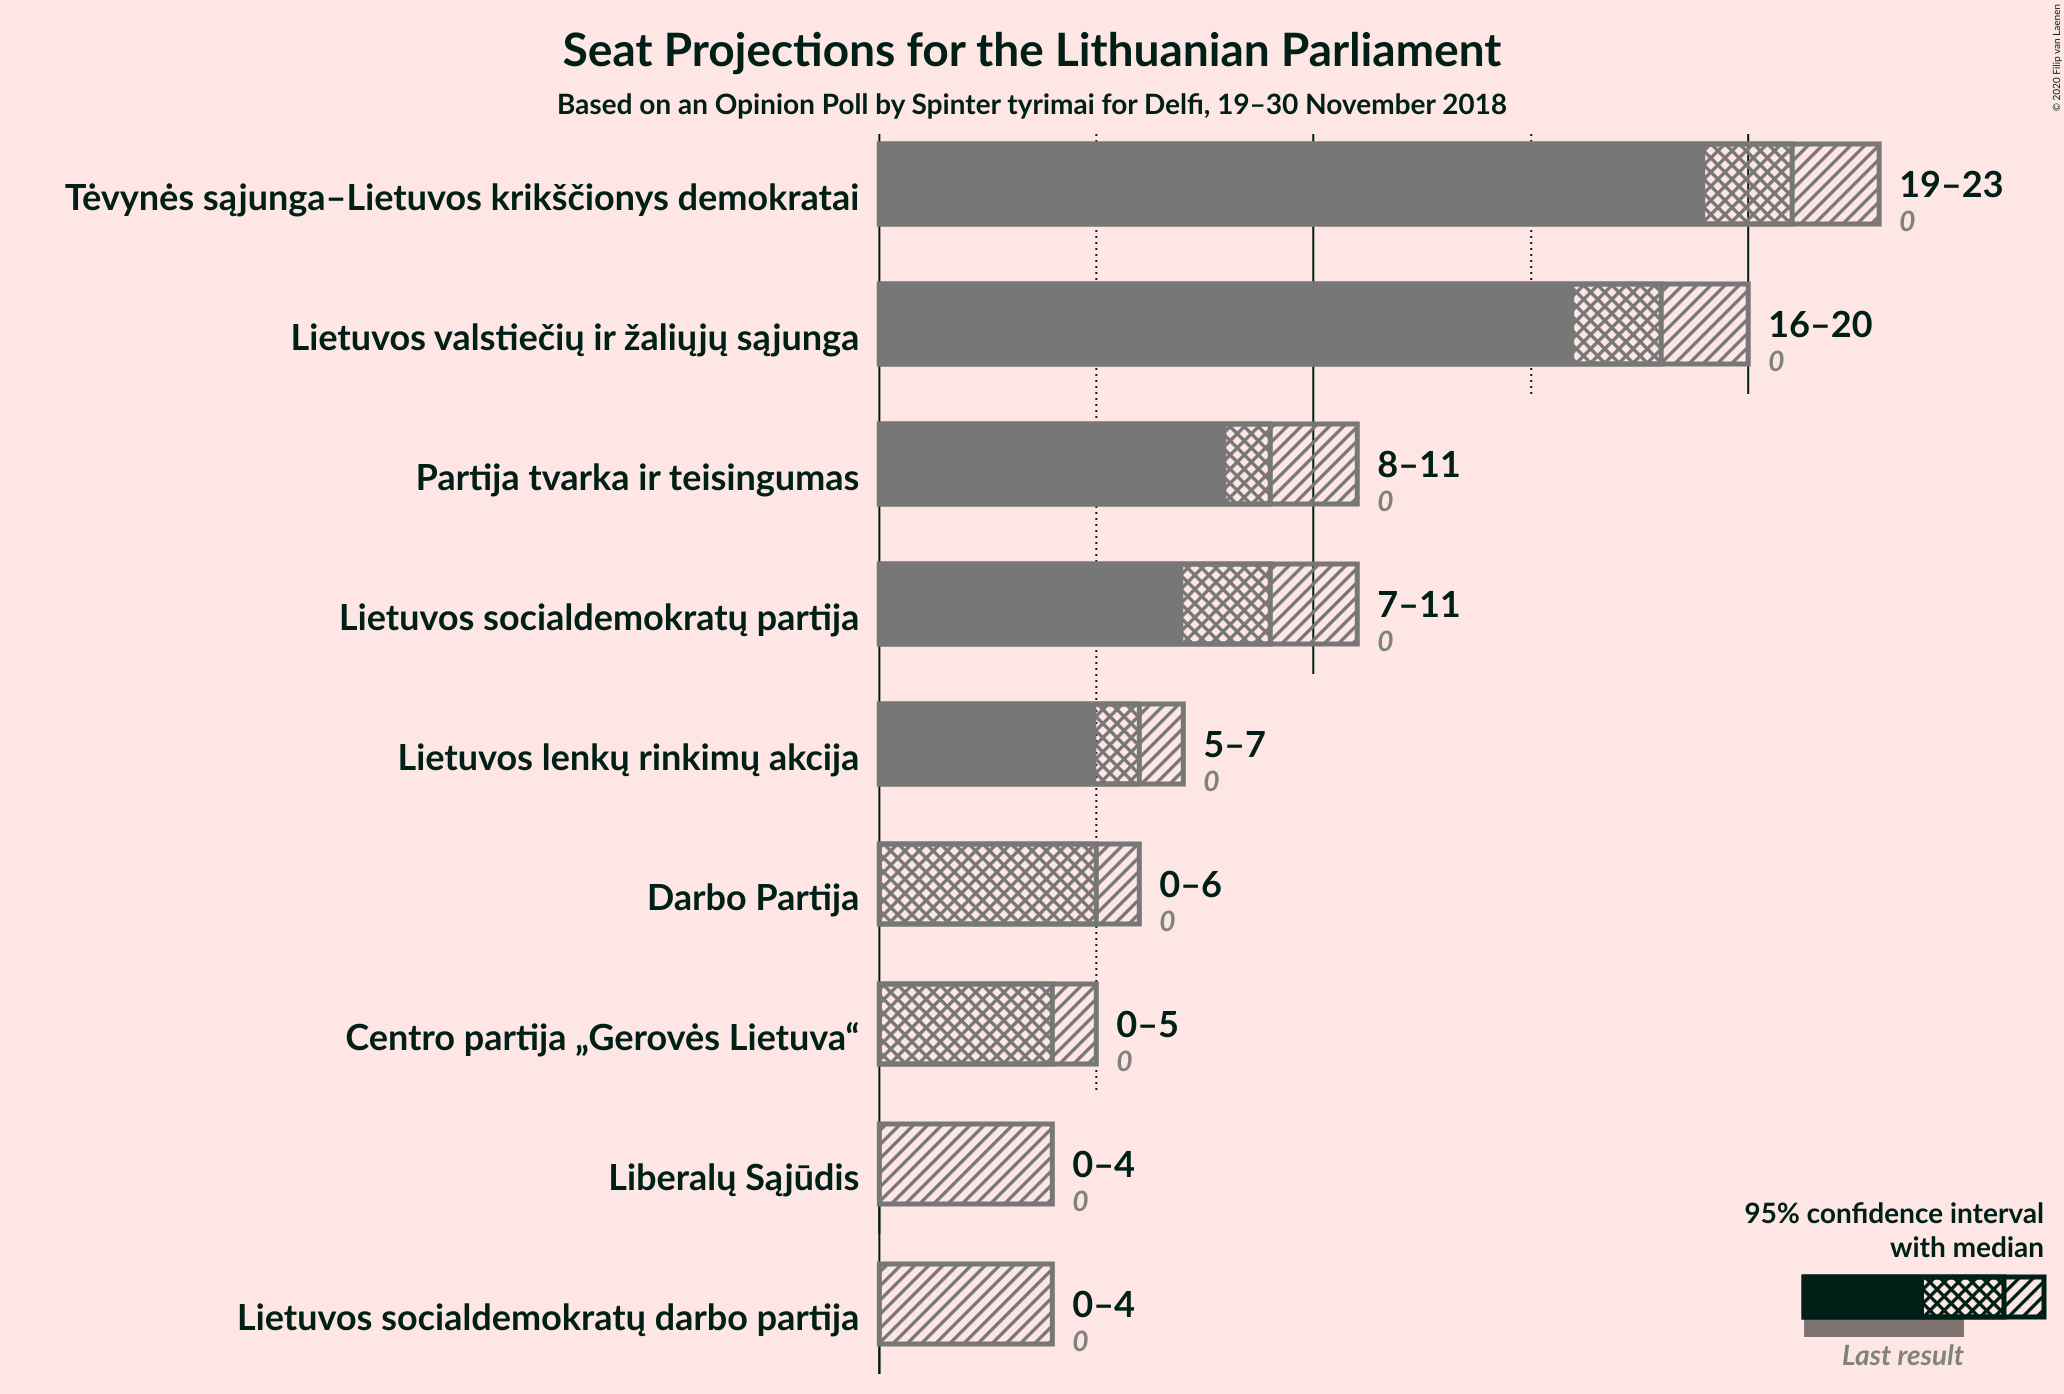 Seat Projections for the Lithuanian Parliament
Based on an Opinion Poll by Spinter tyrimai for Delfi, 19–30 November 2018
© 2020 Filip van Laenen
Tėvynės sąjunga–Lietuvos krikščionys demokratai
19–23
0
Lietuvos valstiečių ir žaliųjų sąjunga
16–20
0
Partija tvarka ir teisingumas
8–11
0
Lietuvos socialdemokratų partija
7–11
0
Lietuvos lenkų rinkimų akcija
5–7
0
Darbo Partija
0–6
0
Centro partija „Gerovės Lietuva“
0–5
0
Liberalų Sąjūdis
0–4
0
Lietuvos socialdemokratų darbo partija
0–4
0
95% confidence interval
with median
Last result